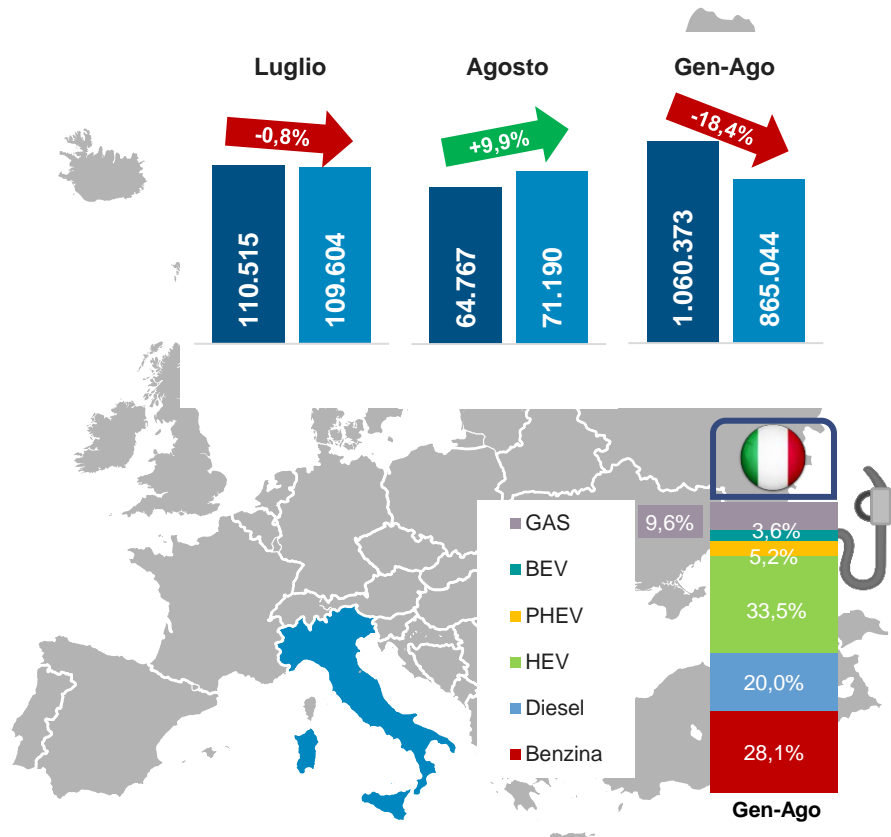 Luglio
Agosto
Gen-Ago
-0,8%
+9,9%
-18,4%
110.515
109.604
64.767
71.190
1.060.373
865.044
GAS
BEV
PHEV
HEV
Diesel
Benzina
9,6%
3,6%
5,2%
33,5%
20,0%
28,1%
Gen-Ago